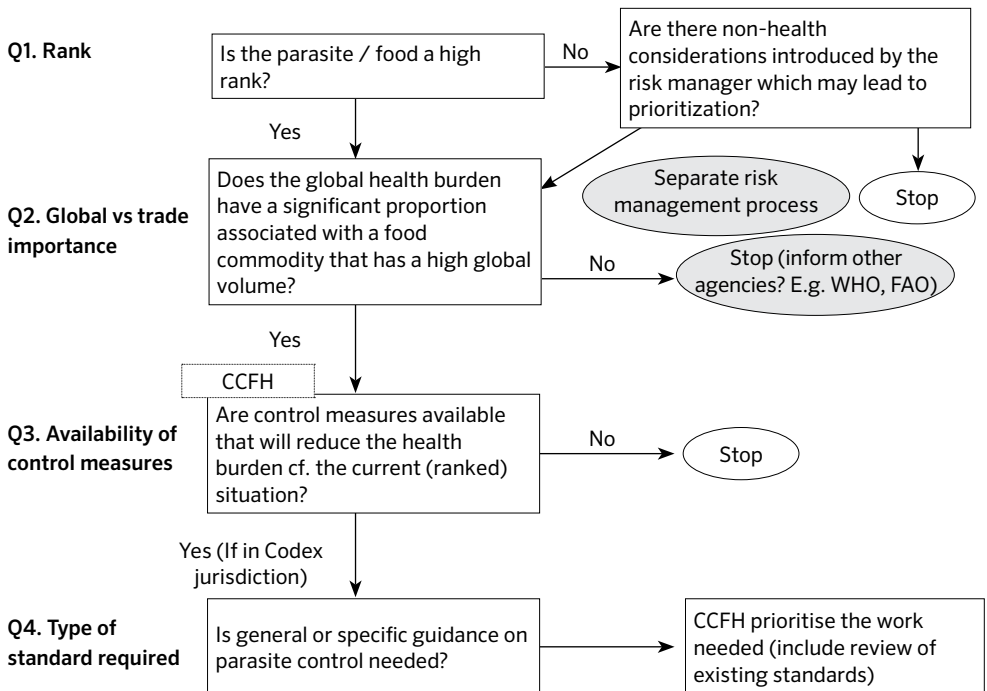 Q1. Rank
Is the parasite / food a high
rank?
No
Are there non-health
considerations introduced by the
risk manager which may lead to
prioritization?
Yes
Q2. Global vs trade
importance
Does the global health burden
have a significant proportion
associated with a food
commodity that has a high global
volume?
Separate risk
management process
Stop
No
Stop (inform other
agencies? E.g. WHO, FAO)
Yes
CCFH
Q3. Availability of
control measures
Are control measures available
that will reduce the health
burden cf. the current (ranked)
situation?
No
Stop
Yes (If in Codex
jurisdiction)
Q4. Type of
standard required
Is general or specific guidance on
parasite control needed?
CCFH prioritise the work
needed (include review of
existing standards)